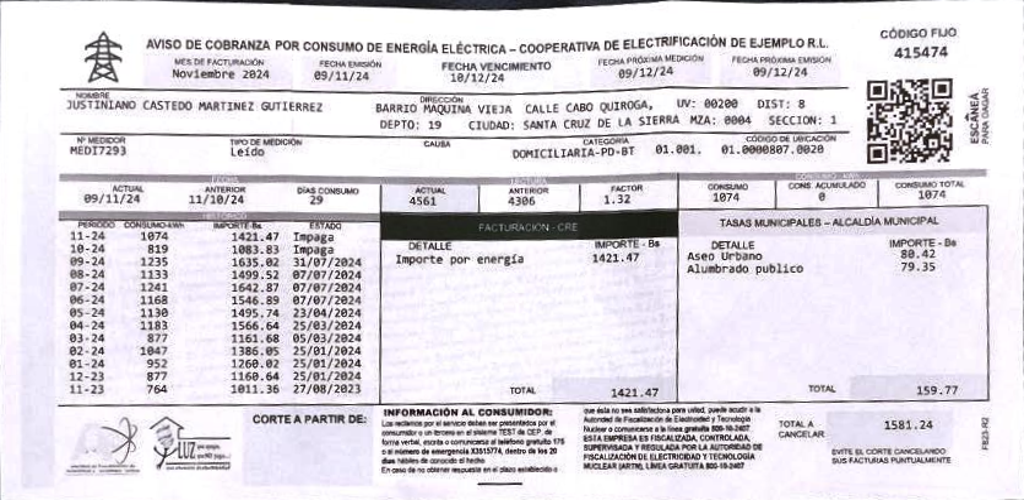 CÓDIGO FIJO
415474
AVISO DE COBRANZA POR CONSUMO DE ENERGÍA ELÉCTRICA – COOPERATIVA DE ELECTRIFICACIÓN DE EJEMPLO R.L.
MES DE FACTURACIÓN FECHA EMISIÓN FECHA VENCIMIENTO FECHA PRÓXIMA MEDICIÓN FECHA PRÓXIMA EMISIÓN
Noviembre 2024 09/11/24 10/12/24 09/12/24 09/12/24
NOMBRE DIRECCIÓN
JUSTINIANO CASTEDO MARTINEZ GUTIERREZ BARRIO MAQUINA VIEJA CALLE CABO QUIROGA, UV: 00200 DIST: 8
DEPTO: 19 CIUDAD: SANTA CRUZ DE LA SIERRA MZA: 0004 SECCION: 1
ESCÁNEA
PARA PAGAR
Nº MEDIDOR TIPO DE MEDICIÓN CAUSA CATEGORÍA CÓDIGO DE UBICACIÓN
MEDI7293 Leído DOMICILIARIA-PD-BT 01.001. 01.0000807.0020
FECHA LECTURA CONSUMO - KWH
ACTUAL ANTERIOR DÍAS CONSUMO ACTUAL ANTERIOR FACTOR CONSUMO CONS. ACUMULADO CONSUMO TOTAL
09/11/24 11/10/24 29 4561 4306 1.32 1074 0 1074
HISTÓRICO FACTURACIÓN - CRE TASAS MUNICIPALES – ALCALDÍA MUNICIPAL
PERIODO CONSUMO-kWh IMPORTE-Bs ESTADO
11-24 1074 1421.47 Impaga
10-24 819 1083.83 Impaga
09-24 1235 1635.02 31/07/2024
08-24 1133 1499.52 07/07/2024
07-24 1241 1642.87 07/07/2024
06-24 1168 1546.89 07/07/2024
05-24 1130 1495.74 23/04/2024
04-24 1183 1566.64 25/03/2024
03-24 877 1161.68 05/03/2024
02-24 1047 1386.05 25/01/2024
01-24 952 1260.02 25/01/2024
12-23 877 1160.64 25/01/2024
11-23 764 1011.36 27/08/2023
DETALLE IMPORTE - Bs
Importe por energía 1421.47
TOTAL 1421.47
DETALLE IMPORTE - Bs
Aseo Urbano 80.42
Alumbrado publico 79.35
TOTAL 159.77
LUZ
CORTE A PARTIR DE:
INFORMACIÓN AL CONSUMIDOR:
Los reclamos por el servicio deben ser presentados por el
consumidor o un tercero en el sistema TEST de CEP, de
forma verbal, escrita o comunicarse al teléfono gratuito 175
o al número de emergencia X3515774, dentro de los 20
días hábiles de conocido el hecho
En caso de no obtener respuesta en el plazo establecido o
que ésta no sea satisfactoria para usted, puede acudir a la
Autoridad de Fiscalización de Electricidad y Tecnología
Nuclear o comunicarse a la línea gratuita 800-10-2407
ESTA EMPRESA ES FISCALIZADA, CONTROLADA,
SUPERVISADA Y REGULADA POR LA AUTORIDAD DE
FISCALIZACIÓN DE ELECTRICIDAD Y TECNOLOGÍA
NUCLEAR (ARTN), LÍNEA GRATUITA 800-10-2407
TOTAL A
CANCELAR 1581.24
EVITE EL CORTE CANCELANDO
SUS FACTURAS PUNTUALMENTE
F823-R2